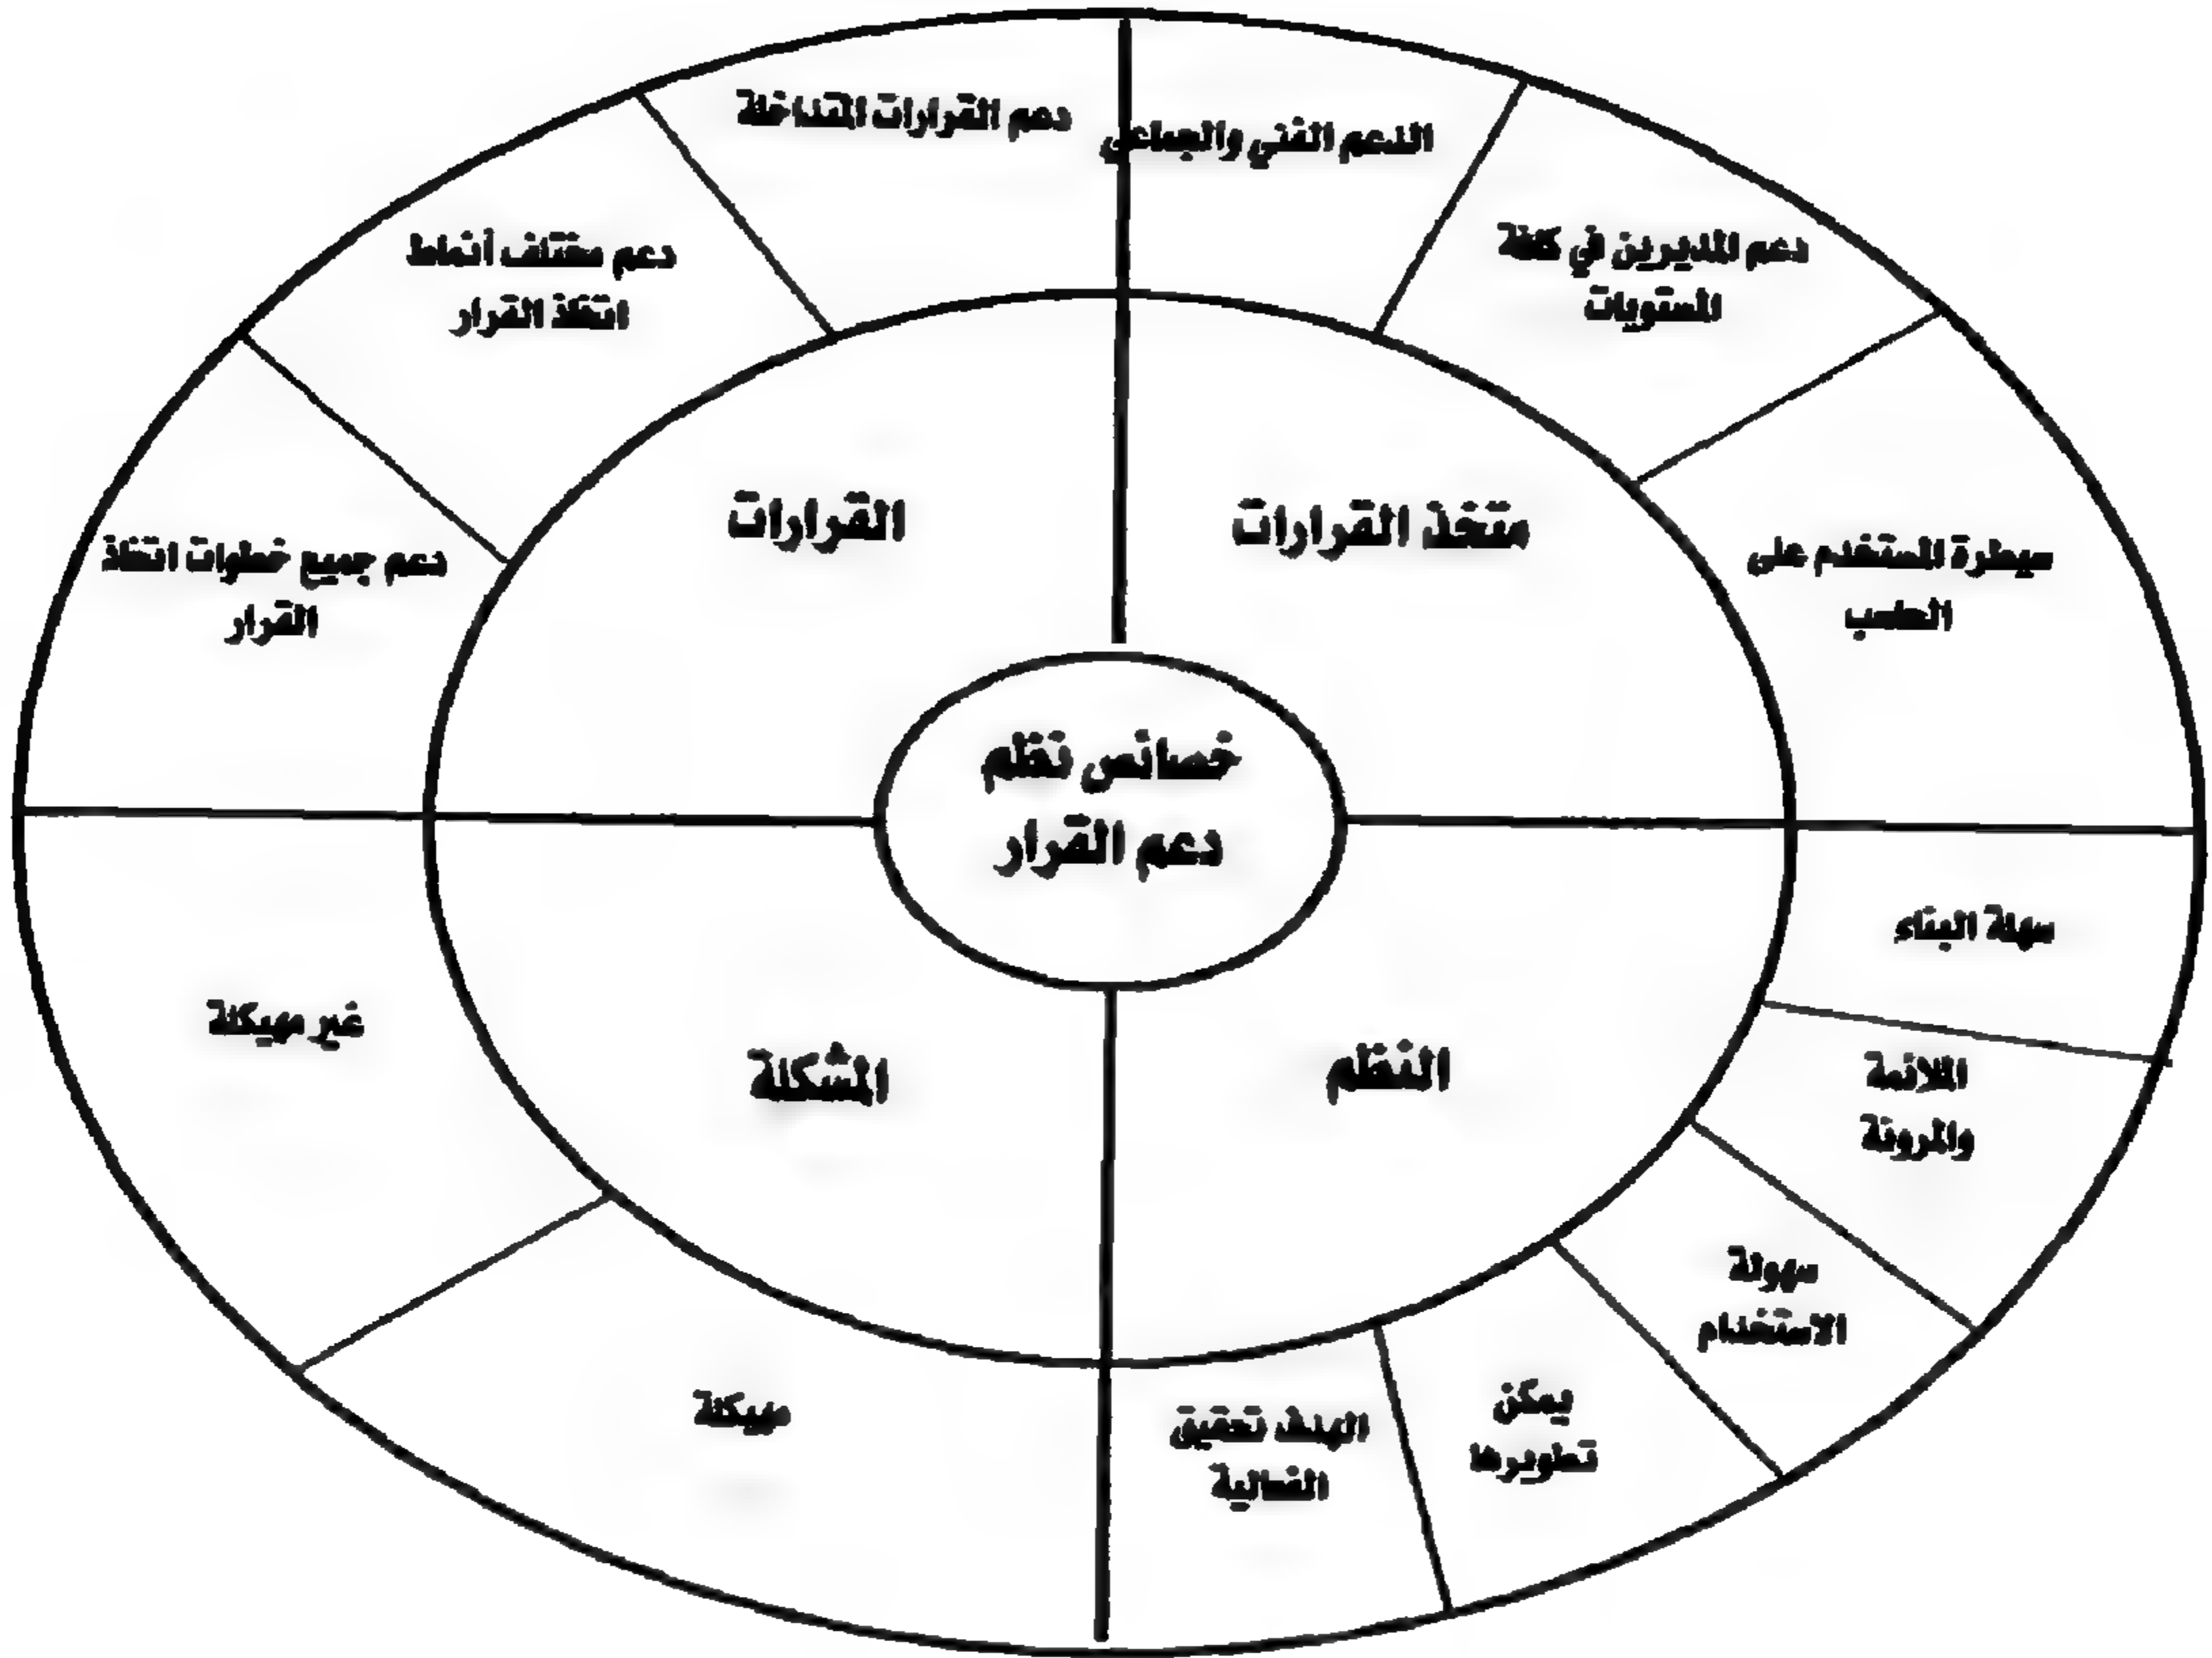 دعم القرارات المتداخلة
الدعم الفني والجماعي
دعم المديرين في كافة
المستويات
دعم مختلف أنماط
اتخاذ القرار
القرارات
متخذ القرارات
دعم جميع خطوات اتخاذ
القرار
سيطرة المستخدم على
الحاسب
خصائص نظم
دعم القرار
سهلة البناء
غير مهيكلة
المشكلة
النظم
الملائمة
والمرونة
سهولة
الاستخدام
يمكن
تطويرها
مهيكلة
الهدف تحقيق
الفعالية